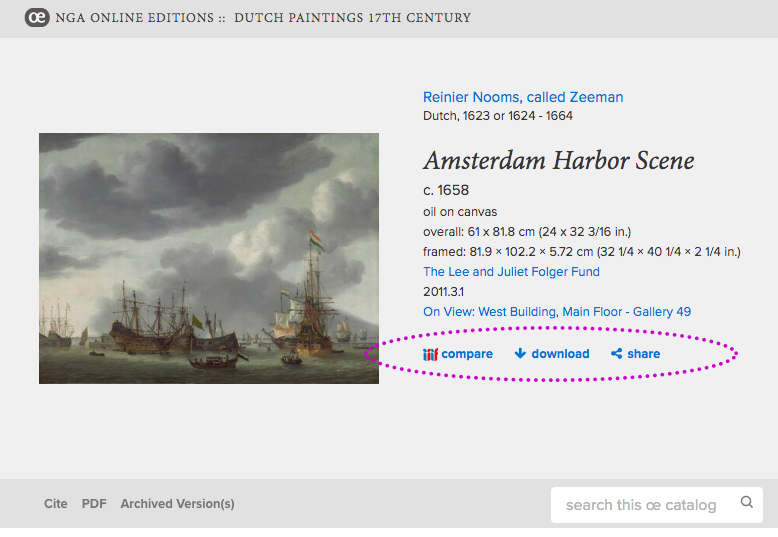 œ NGA ONLINE EDITIONS :: DUTCH PAINTINGS 17TH CENTURY
Reinier Nooms, called Zeeman
Dutch, 1623 or 1624 - 1664
Amsterdam Harbor Scene
c. 1658
oil on canvas
overall: 61 x 81.8 cm (24 x 32 3/16 in.)
framed: 81.9 × 102.2 × 5.72 cm (32 1/4 × 40 1/4 × 2 1/4 in.)
The Lee and Juliet Folger Fund
2011.3.1
On View: West Building, Main Floor - Gallery 49
iiif compare download share
Cite PDF Archived Version(s) search this œ catalog